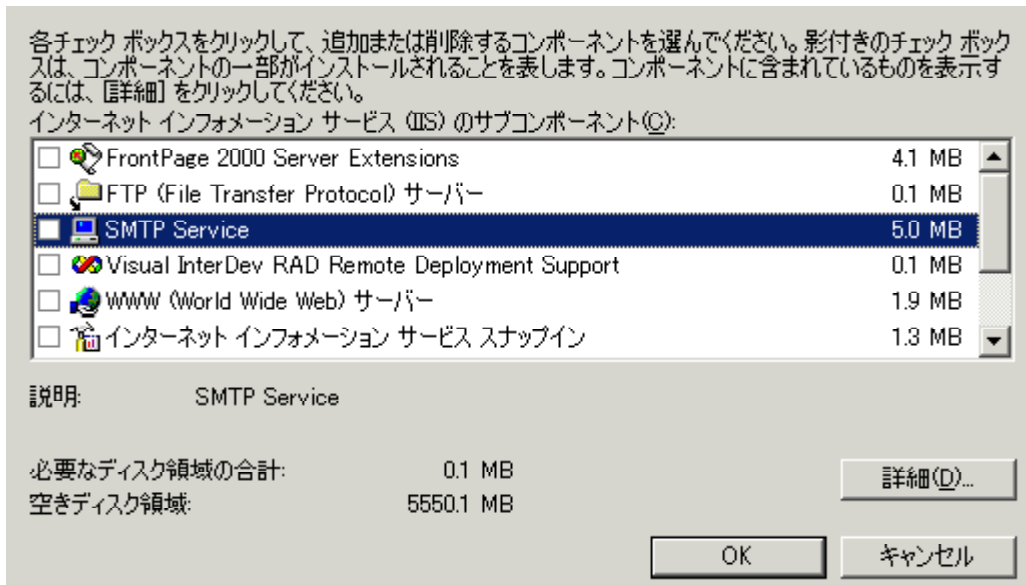 各チェック ボックスをクリックして、追加または削除するコンポーネントを選んでください。影付きのチェック ボック
スは、コンポーネントの一部がインストールされることを表します。コンポーネントに含まれているものを表示す
るには、[詳細] をクリックしてください。
インターネット インフォメーション サービス (IIS) のサブコンポーネント(C):
FrontPage 2000 Server Extensions 4.1 MB
FTP (File Transfer Protocol) サーバー 0.1 MB
SMTP Service 5.0 MB
Visual InterDev RAD Remote Deployment Support 0.1 MB
WWW (World Wide Web) サーバー 1.9 MB
インターネット インフォメーション サービス スナップイン 1.3 MB
説明: SMTP Service
必要なディスク領域の合計: 0.1 MB
空きディスク領域: 5550.1 MB
詳細(D)...
OK キャンセル